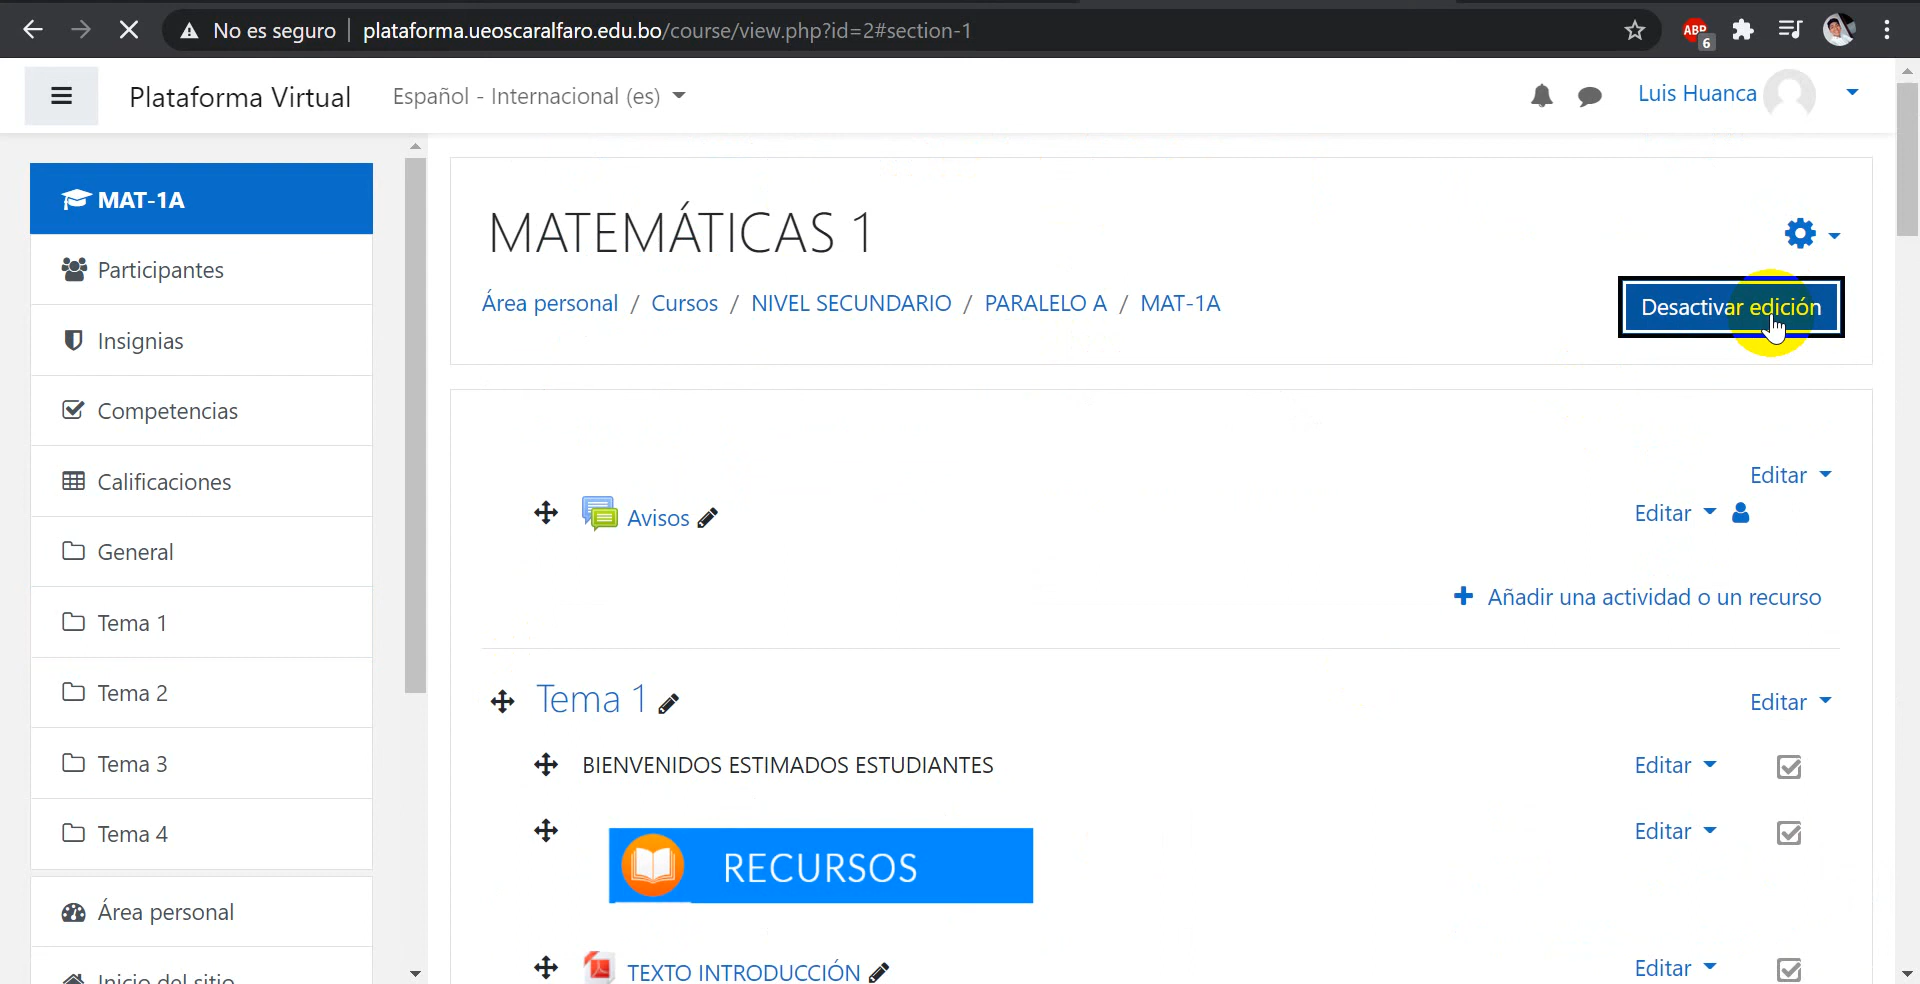 No es seguro
plataforma.ueoscaralfaro.edu.bo/course/view.php?id=2#section-1
ABP
6
Plataforma Virtual
Español - Internacional (es)
Luis Huanca
MAT-1A
Participantes
Insignias
Competencias
Calificaciones
General
Tema 1
Tema 2
Tema 3
Tema 4
Área personal
Inicio del sitio
MATEMÁTICAS 1
Área personal / Cursos / NIVEL SECUNDARIO / PARALELO A / MAT-1A
Desactivar edición
Editar
Avisos
Editar
Añadir una actividad o un recurso
Tema 1
Editar
BIENVENIDOS ESTIMADOS ESTUDIANTES
Editar
RECURSOS
Editar
TEXTO INTRODUCCIÓN
Editar